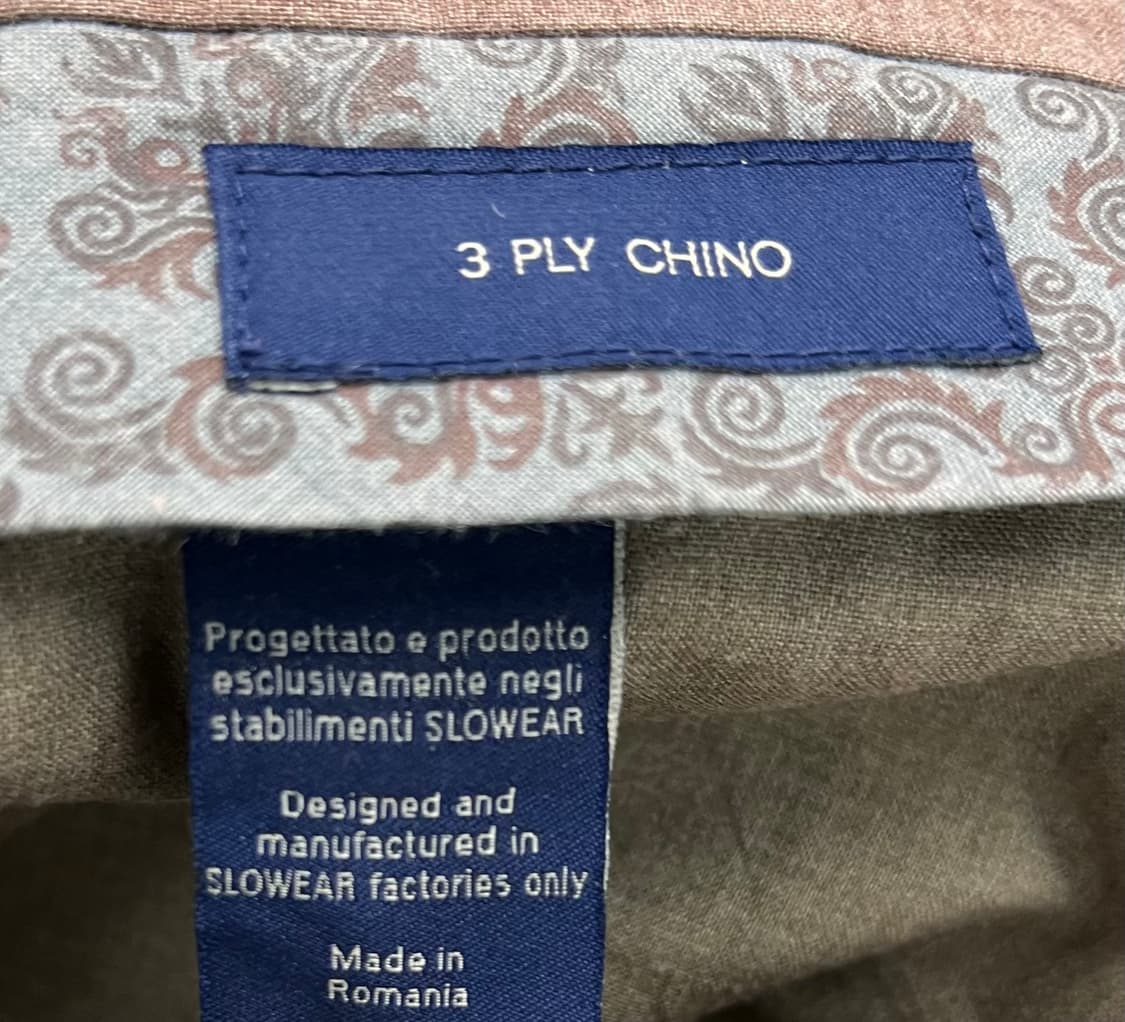 3 PLY CHINO
Progettato e prodotto
esclusivamente negli
stabilimenti SLOWEAR
Designed and
manufactured in
SLOWEAR factories only
Made in
Romania